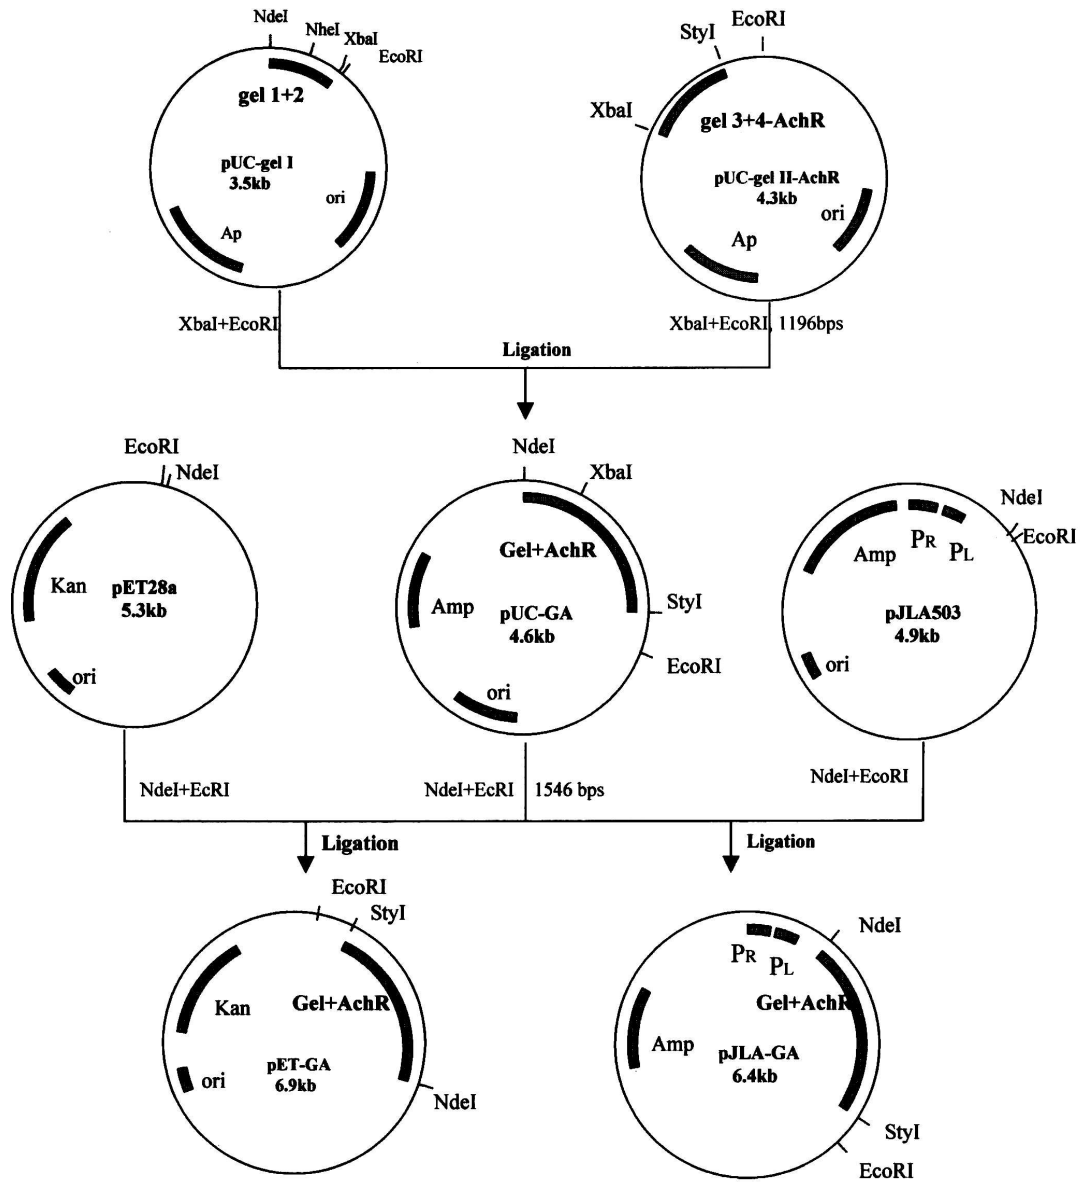 NdeI
NheI
XbaI
EcoRI
gel 1+2
pUC-gel I
3.5kb
ori
Ap
EcoRI
StyI
XbaI
gel 3+4-AchR
pUC-gel II-AchR
4.3kb
ori
Ap
XbaI+EcoRI
XbaI+EcoRI, 1196bps
Ligation
EcoRI
NdeI
Kan
pET28a
5.3kb
ori
NdeI
XbaI
Gel+AchR
Amp
pUC-GA
4.6kb
StyI
EcoRI
ori
NdeI
EcoRI
Amp
PR
PL
pJLA503
4.9kb
ori
NdeI+EcRI
NdeI+EcRI
1546 bps
NdeI+EcoRI
Ligation
Ligation
EcoRI
StyI
Kan
Gel+AchR
pET-GA
6.9kb
ori
NdeI
NdeI
PR
PL
Gel+AchR
Amp
pJLA-GA
6.4kb
StyI
EcoRI